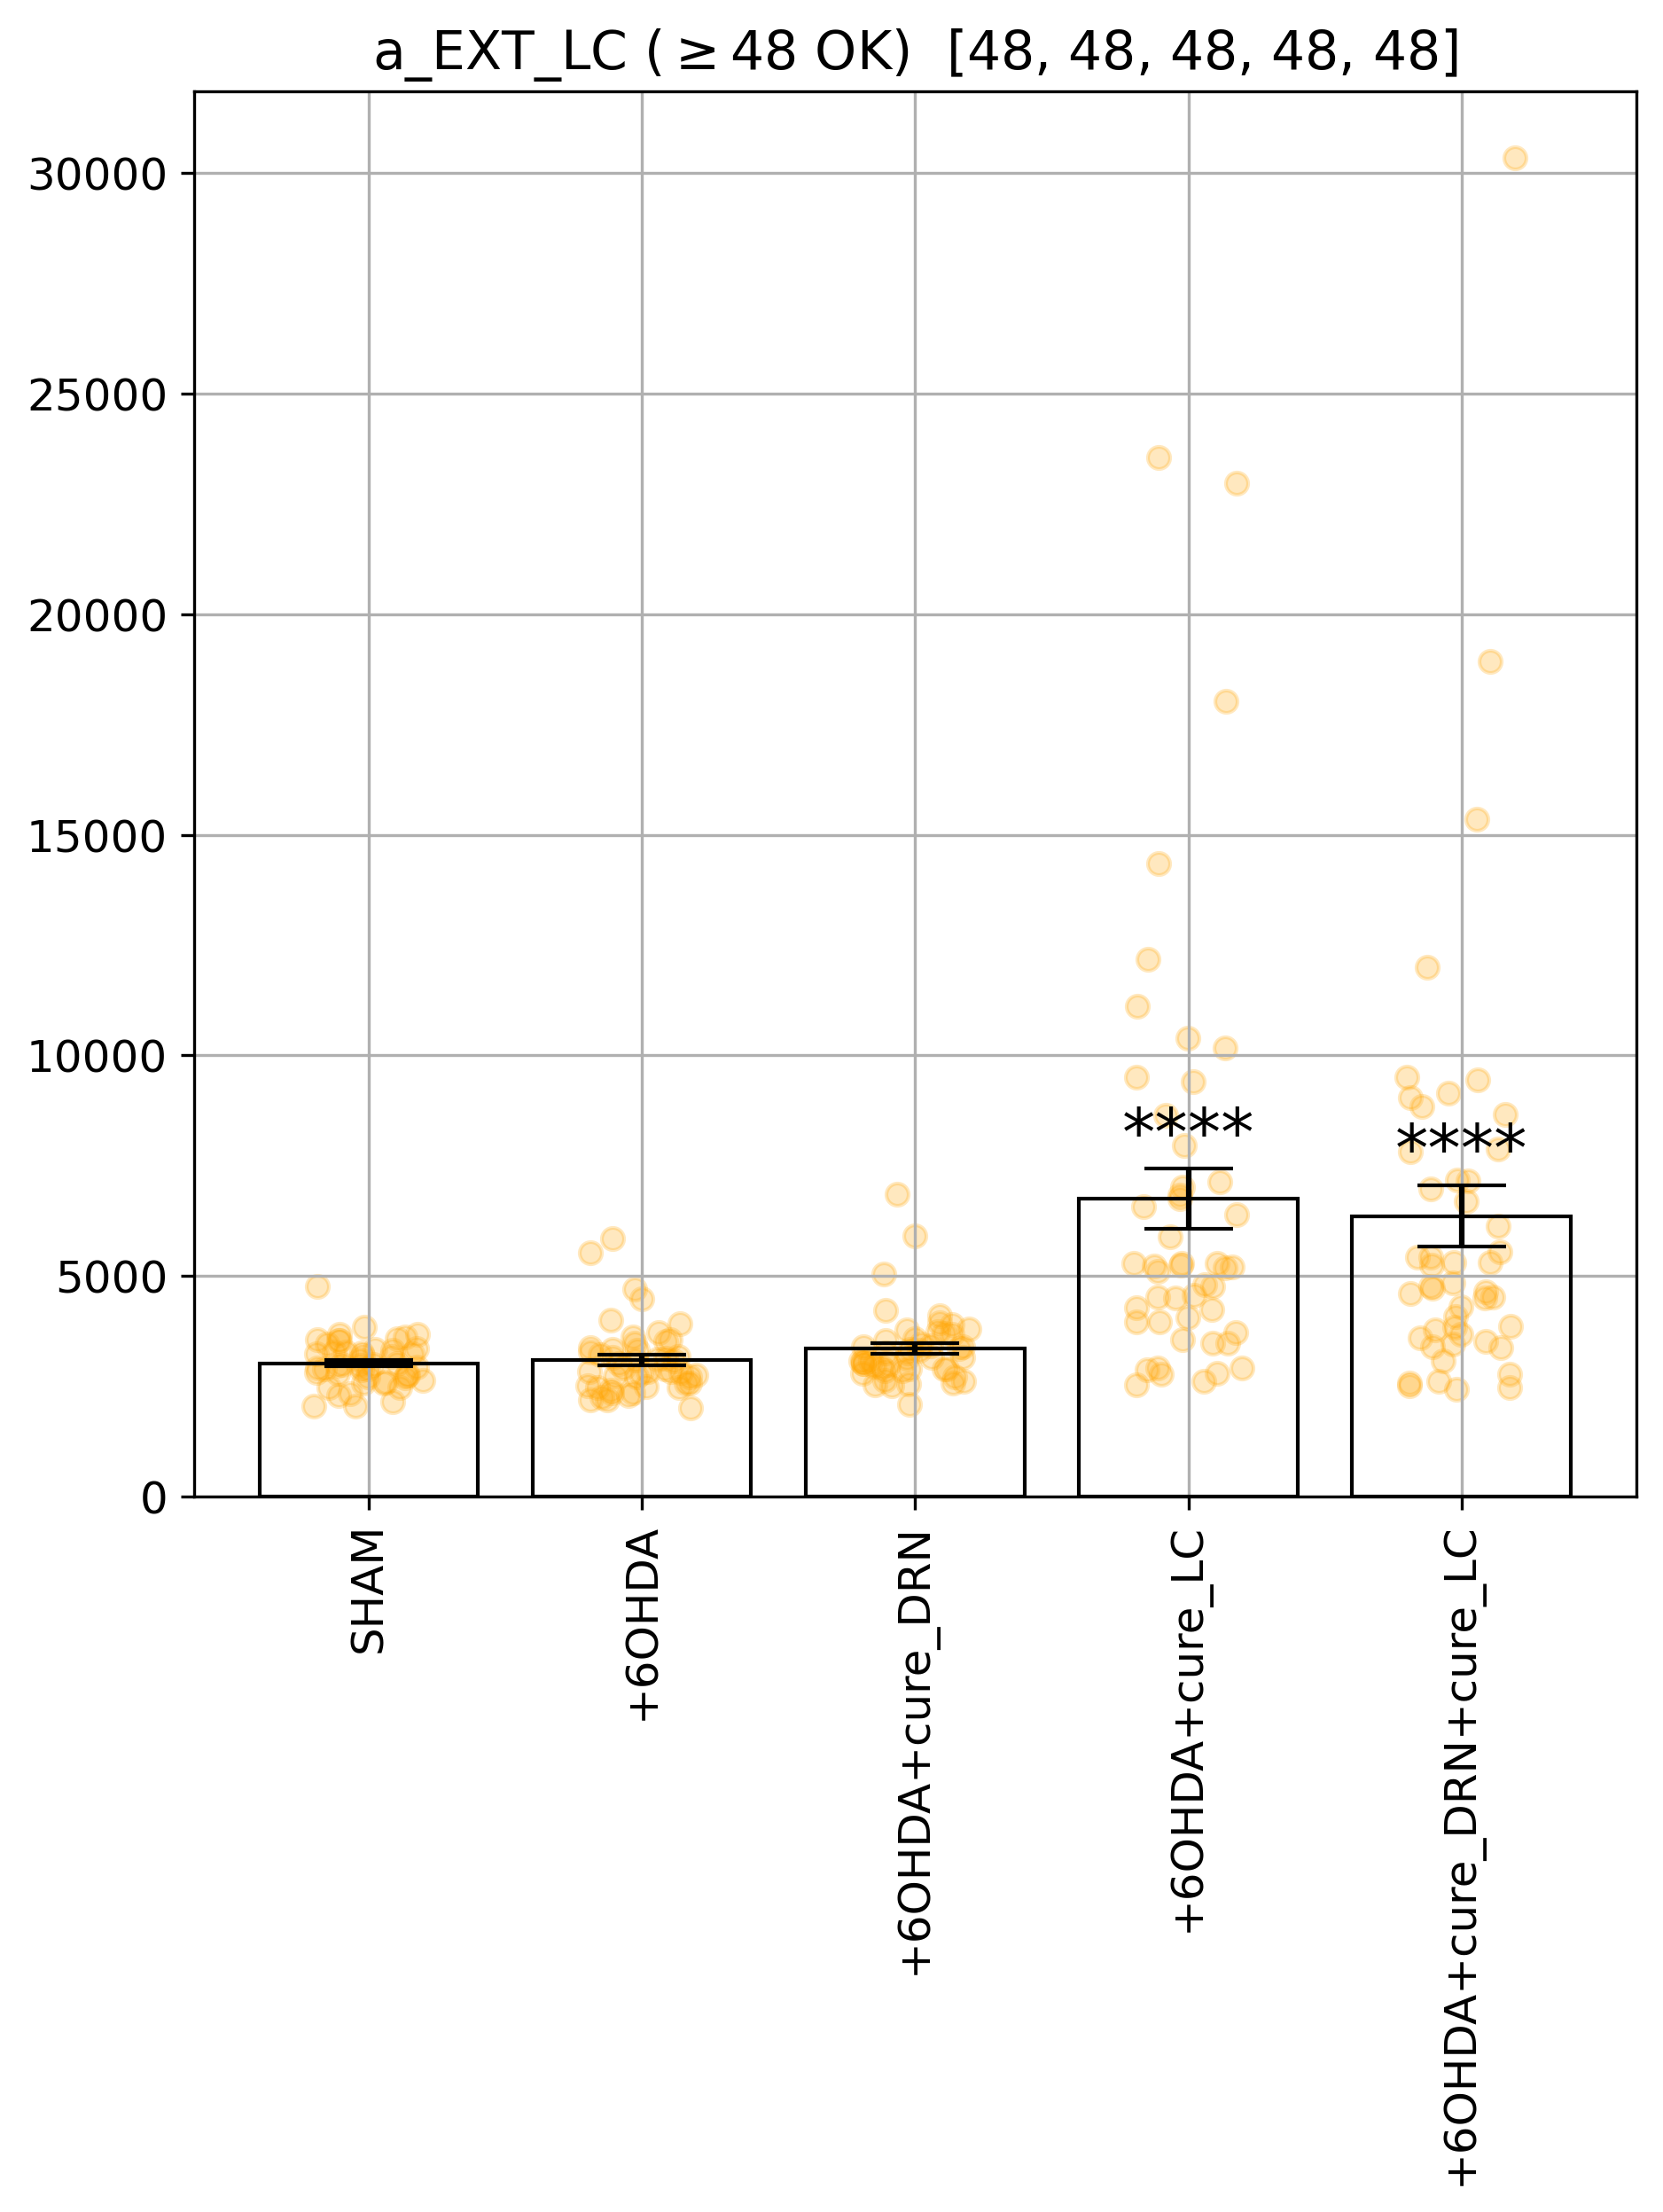 a_EXT_LC (≥48 OK)  [48, 48, 48, 48, 48]
30000
25000
20000
15000
10000
5000
0
****
****
SHAM
+6OHDA
+6OHDA+cure_DRN
+6OHDA+cure_LC
+6OHDA+cure_DRN+cure_LC